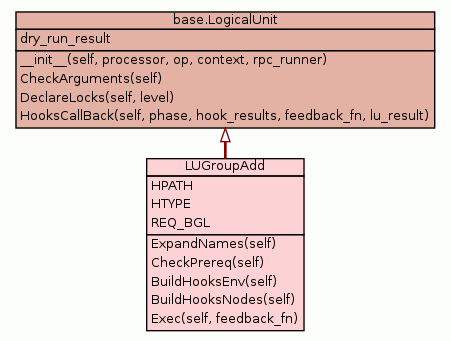 base.LogicalUnit
dry_run_result
__init__(self, processor, op, context, rpc_runner)
CheckArguments(self)
DeclareLocks(self, level)
HooksCallBack(self, phase, hook_results, feedback_fn, lu_result)
LUGroupAdd
HPATH
HTYPE
REQ_BGL
ExpandNames(self)
CheckPrereq(self)
BuildHooksEnv(self)
BuildHooksNodes(self)
Exec(self, feedback_fn)